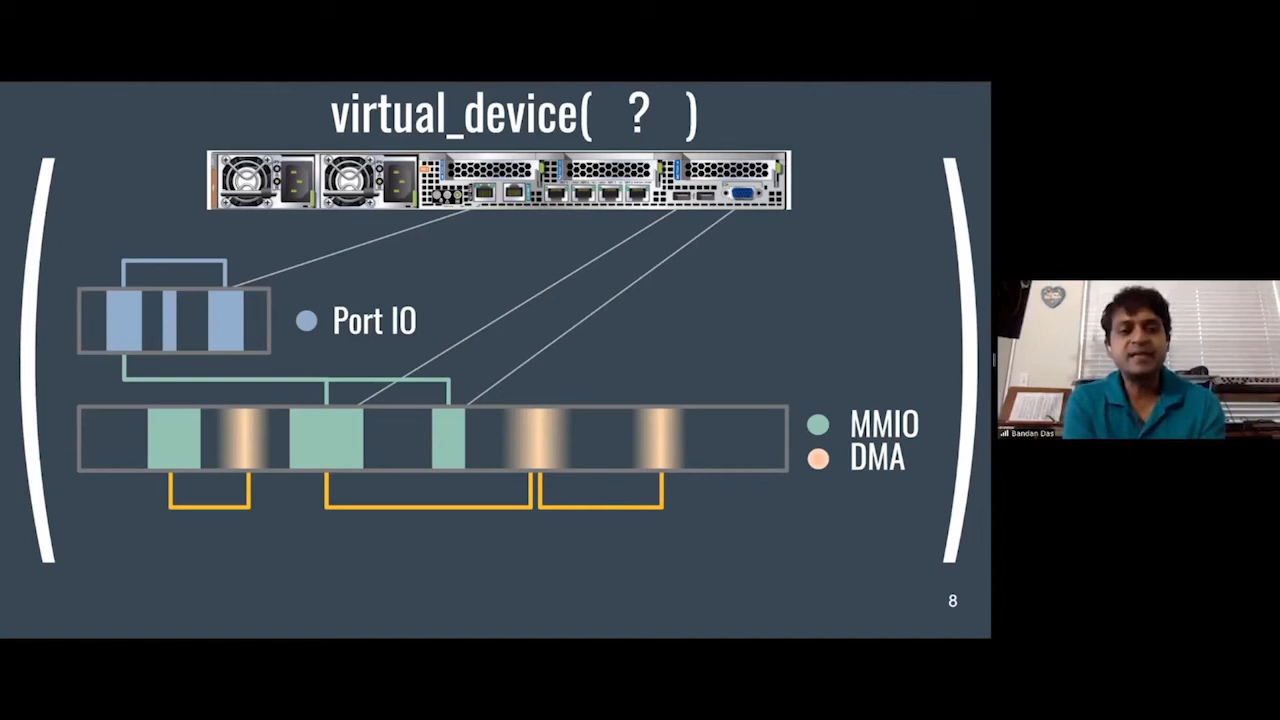 virtual_device( ? )
Port IO
MMIO
DMA
8
Bandan Das